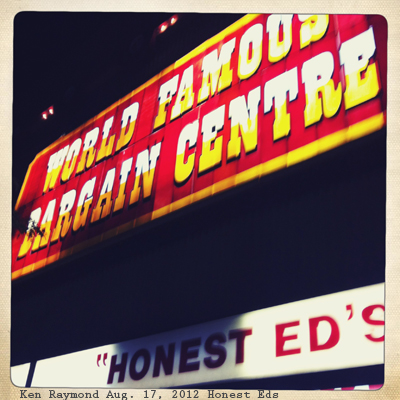 WORLD FAMOUS
BARGAIN CENTRE
"HONEST ED'S
Ken Raymond Aug. 17, 2012 Honest Eds